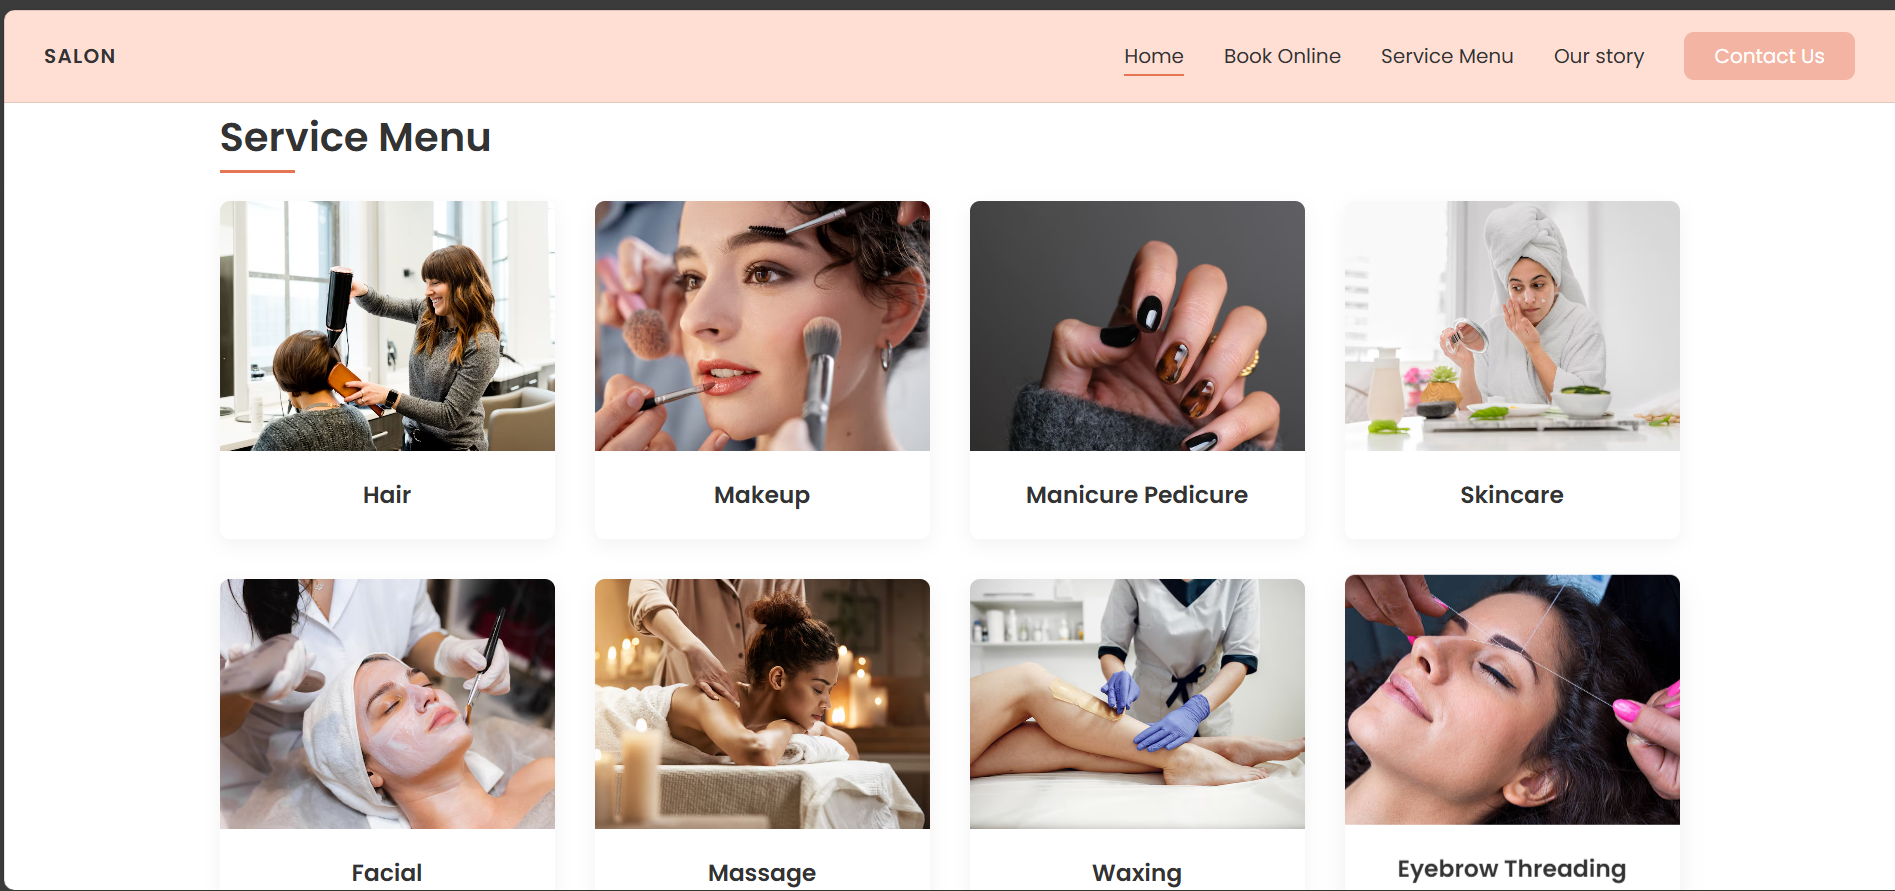 SALON
Home
Book Online
Service Menu
Our story
Contact Us
Service Menu
Hair
Makeup
Manicure Pedicure
Skincare
Facial
Massage
Waxing
Eyebrow Threading